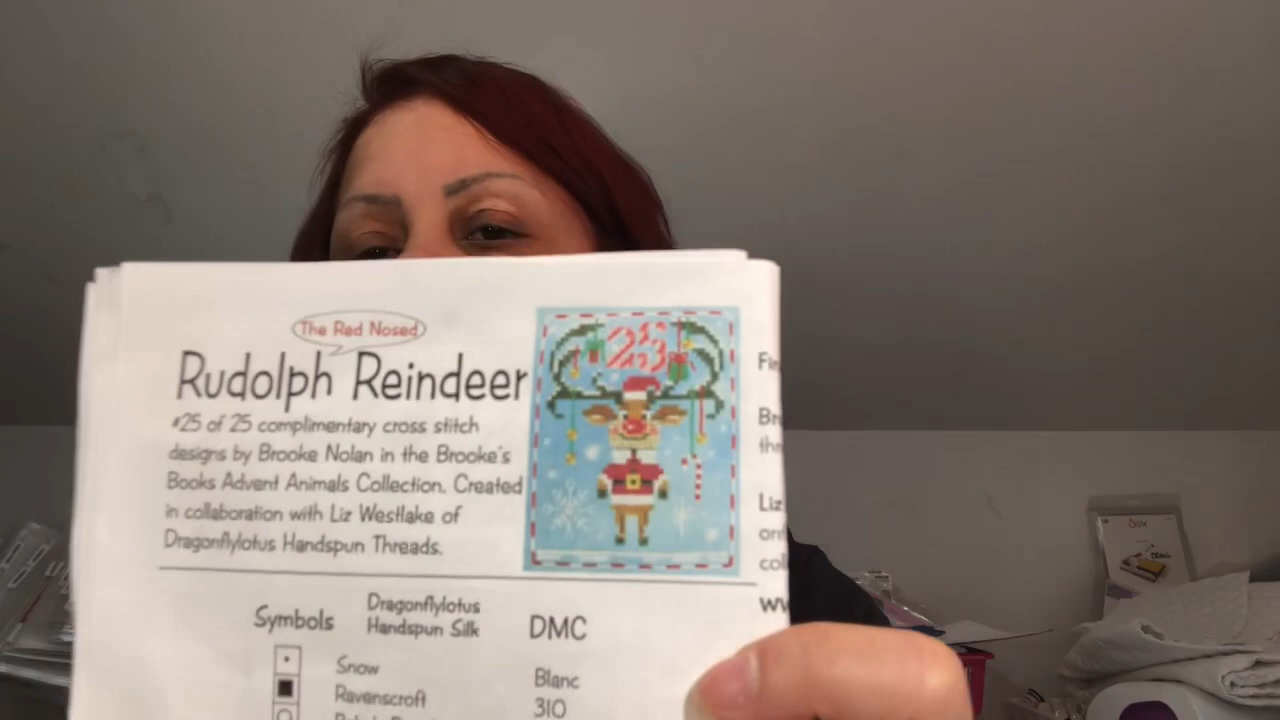 The Red Nosed
Rudolph Reindeer
#25 of 25 complimentary cross stitch
designs by Brooke Nolan in the Brooke's
Books Advent Animals Collection. Created
in collaboration with Liz Westlake of
Dragonflylotus Handspun Threads.
25
Symbols
Dragonflylotus
Handspun Silk
DMC
Snow
Blanc
Ravenscroft
310
Liz